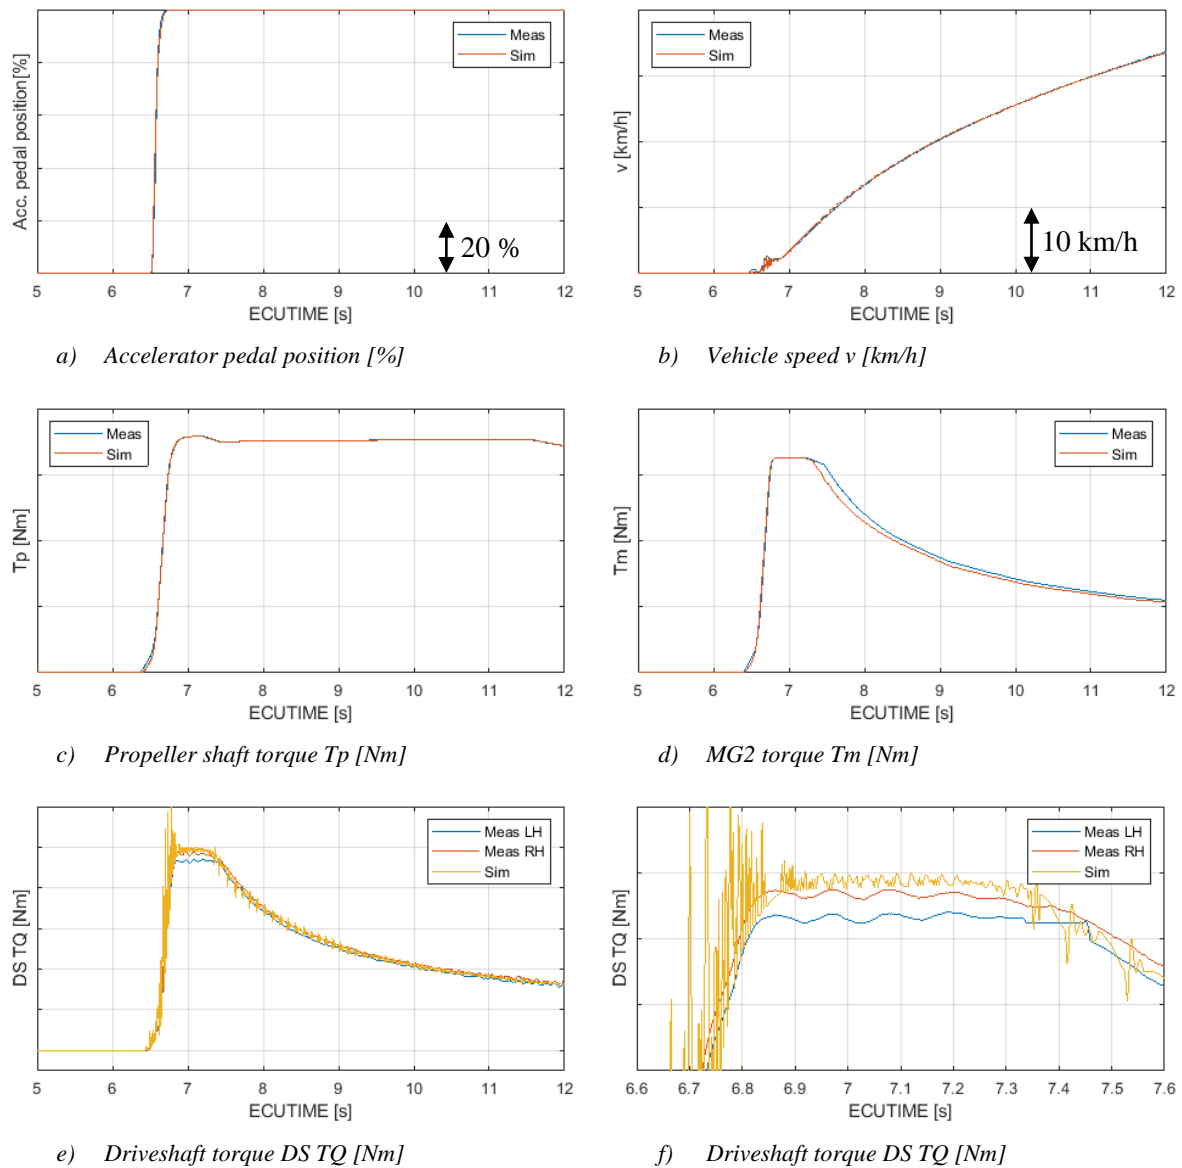 Acc. pedal position[%]
Meas
Sim
20 %
5 6 7 8 9 10 11 12
ECUTIME [s]
a) Accelerator pedal position [%]
v [km/h]
Meas
Sim
10 km/h
5 6 7 8 9 10 11 12
ECUTIME [s]
b) Vehicle speed v [km/h]
Tp [Nm]
Meas
Sim
5 6 7 8 9 10 11 12
ECUTIME [s]
c) Propeller shaft torque Tp [Nm]
Tm [Nm]
Meas
Sim
5 6 7 8 9 10 11 12
ECUTIME [s]
d) MG2 torque Tm [Nm]
DS TQ [Nm]
Meas LH
Meas RH
Sim
5 6 7 8 9 10 11 12
ECUTIME [s]
e) Driveshaft torque DS TQ [Nm]
DS TQ [Nm]
Meas LH
Meas RH
Sim
6.6 6.7 6.8 6.9 7 7.1 7.2 7.3 7.4 7.5 7.6
ECUTIME [s]
f) Driveshaft torque DS TQ [Nm]